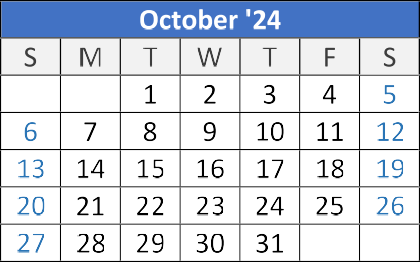 October '24
S M T W T F S
1 2 3 4 5
6 7 8 9 10 11 12
13 14 15 16 17 18 19
20 21 22 23 24 25 26
27 28 29 30 31